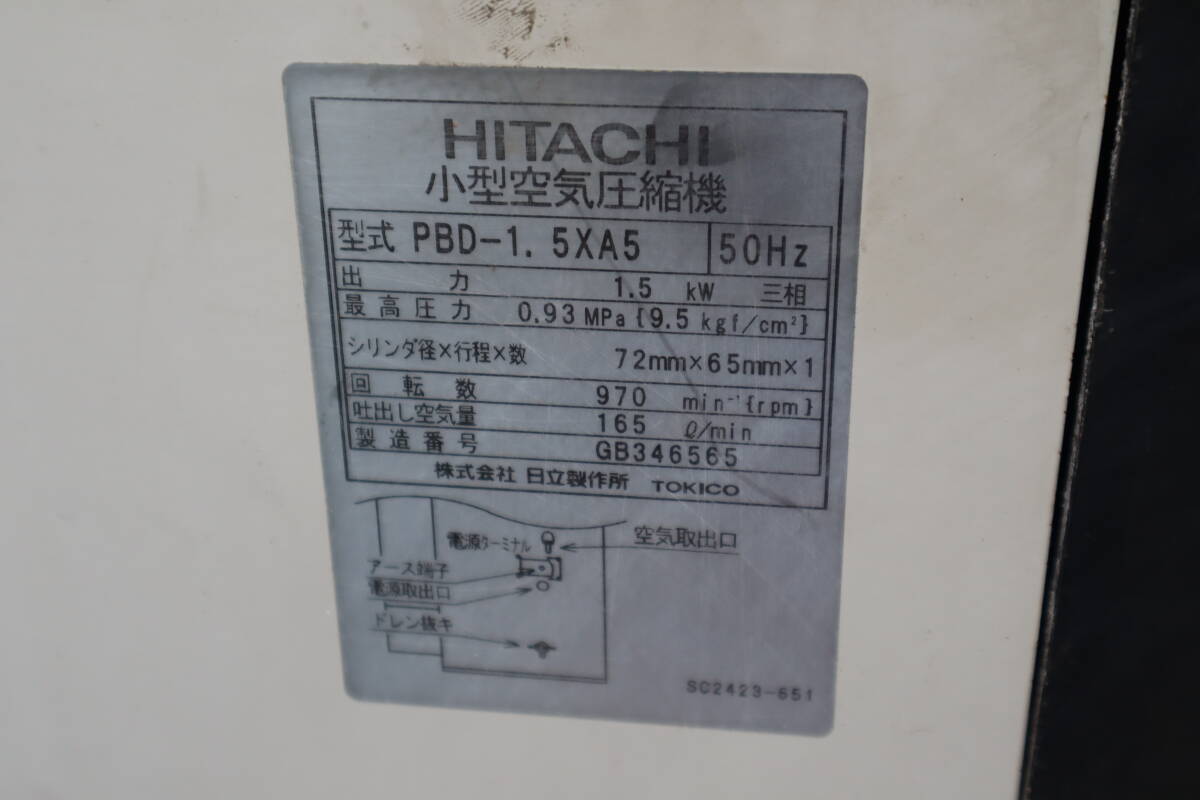 HITACHI
小型空気圧縮機
型式 PBD-1.5XA5 50Hz
出力 1.5 kW 三相
最高圧力 0.93 MPa {9.5 kgf/cm²}
シリンダ径×行程×数 72mm×65mm×1
回転数 970 min⁻¹{rpm}
吐出し空気量 165 ℓ/min
製造番号 GB346565
株式会社 日立製作所 TOKICO
電源ターミナル 空気取出口
アース端子
電源取出口
ドレン抜キ
SC2423-651